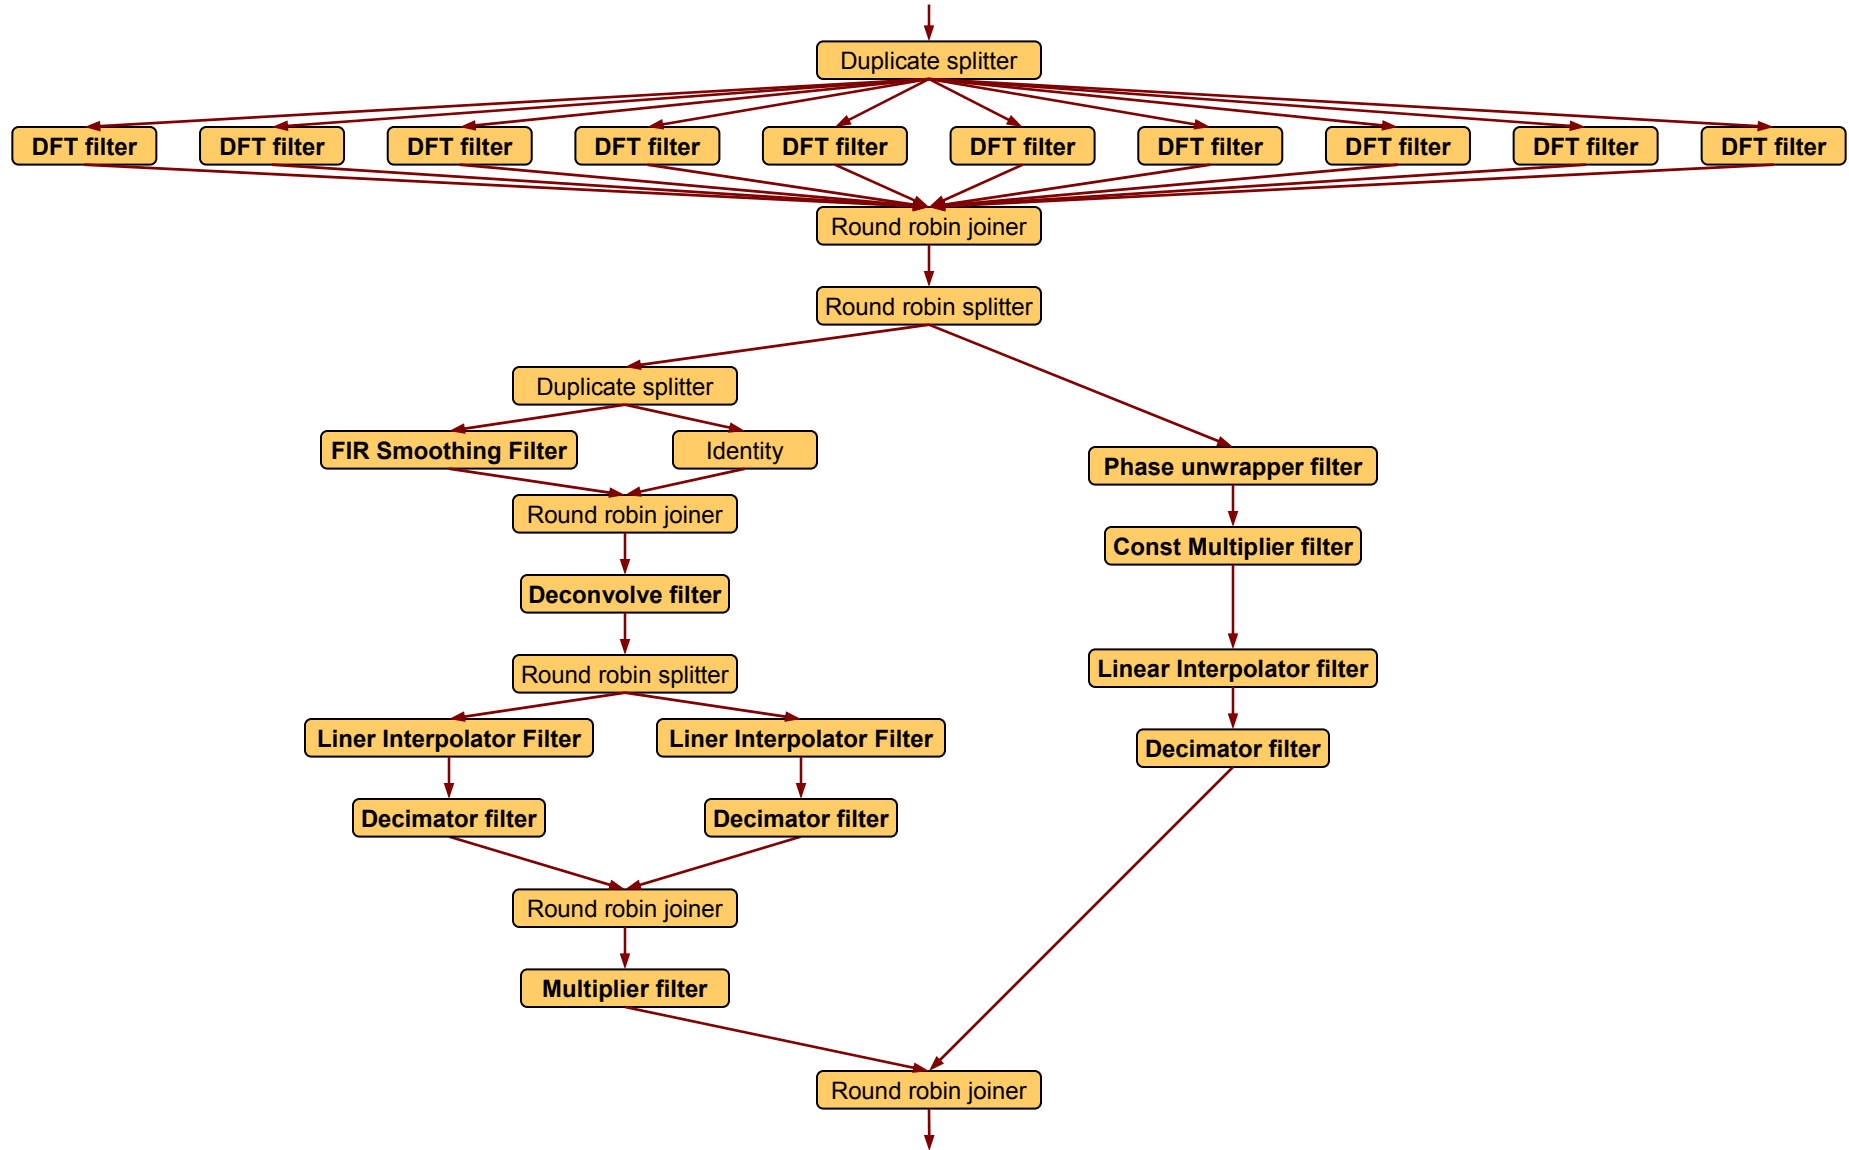 Duplicate splitter
DFT filter
DFT filter
DFT filter
DFT filter
DFT filter
DFT filter
DFT filter
DFT filter
DFT filter
DFT filter
Round robin joiner
Round robin splitter
Duplicate splitter
FIR Smoothing Filter
Identity
Phase unwrapper filter
Round robin joiner
Const Multiplier filter
Deconvolve filter
Round robin splitter
Linear Interpolator filter
Liner Interpolator Filter
Liner Interpolator Filter
Decimator filter
Decimator filter
Decimator filter
Round robin joiner
Multiplier filter
Round robin joiner